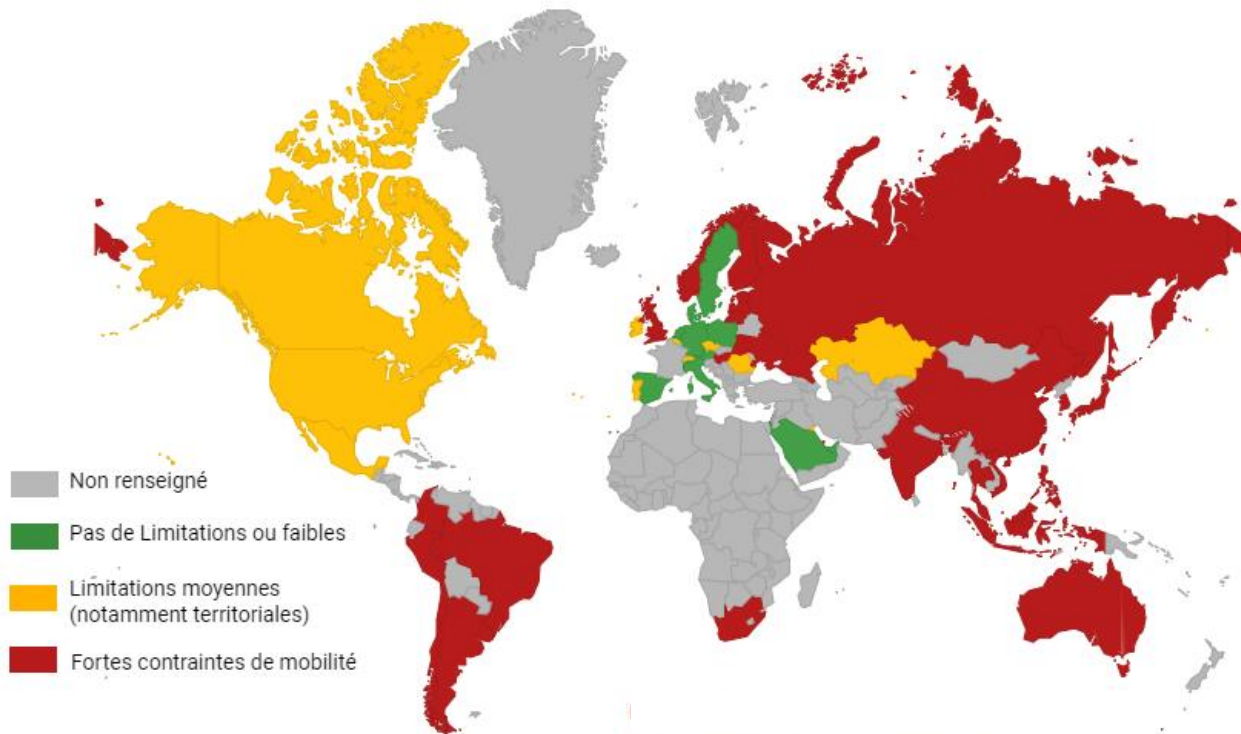 Non renseigné
Pas de Limitations ou faibles
Limitations moyennes
(notamment territoriales)
Fortes contraintes de mobilité